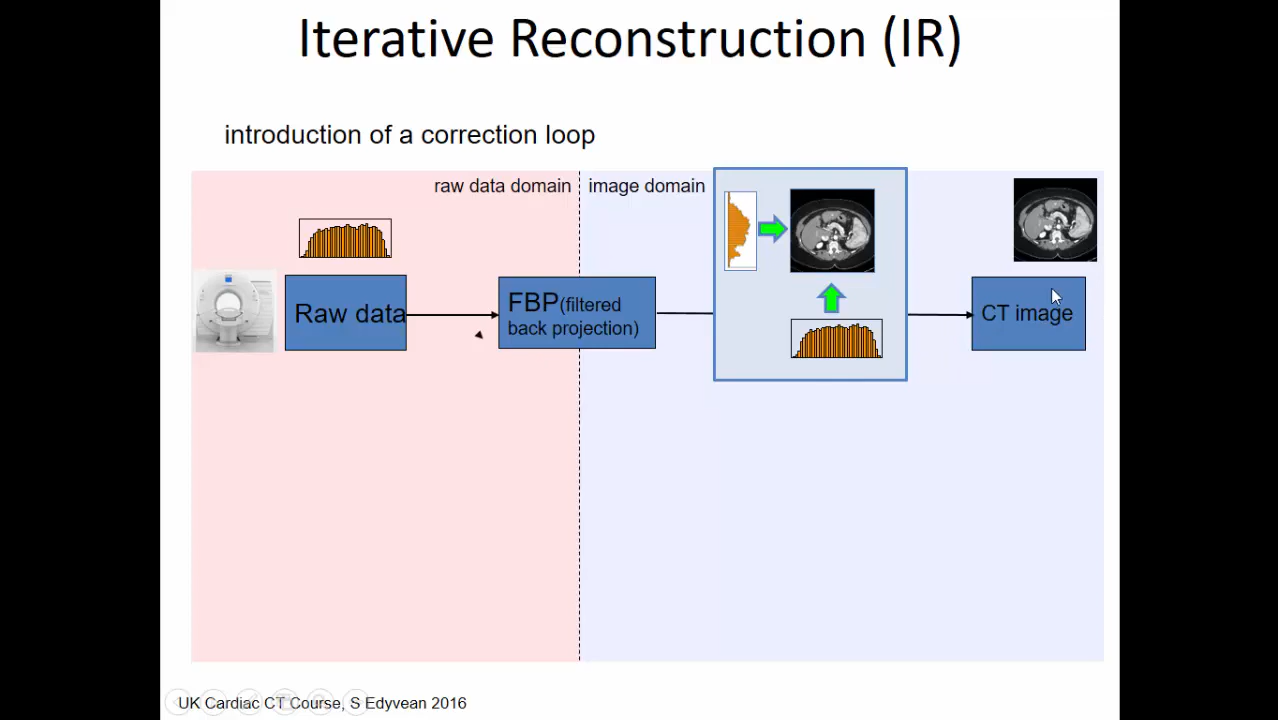 Iterative Reconstruction (IR)
introduction of a correction loop
raw data domain
image domain
Raw data
FBP(filtered
back projection)
CT image
UK Cardiac CT Course, S Edyvean 2016